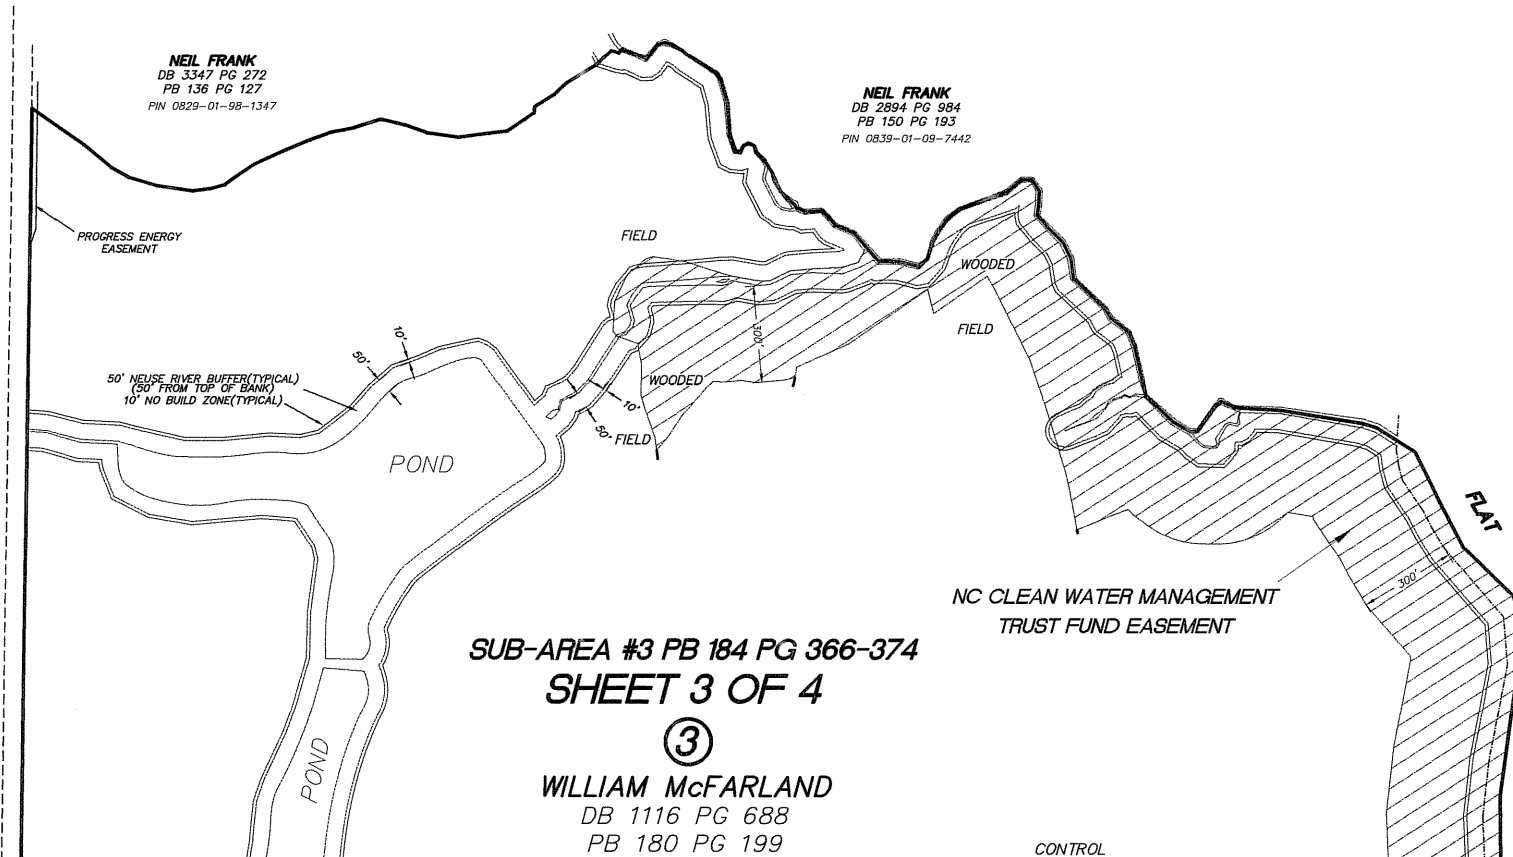 NEIL FRANK
DB 3347 PG 272
PB 136 PG 127
PIN 0829-01-98-1347
NEIL FRANK
DB 2894 PG 984
PB 150 PG 193
PIN 0839-01-09-7442
PROGRESS ENERGY
EASEMENT
FIELD
WOODED
FIELD
300'
10'
50'
50' NEUSE RIVER BUFFER(TYPICAL)
(50' FROM TOP OF BANK)
10' NO BUILD ZONE(TYPICAL)
WOODED
10'
50'
FIELD
POND
FLAT
300'
NC CLEAN WATER MANAGEMENT
TRUST FUND EASEMENT
SUB-AREA #3 PB 184 PG 366-374
SHEET 3 OF 4
3
POND
WILLIAM McFARLAND
DB 1116 PG 688
PB 180 PG 199
CONTROL